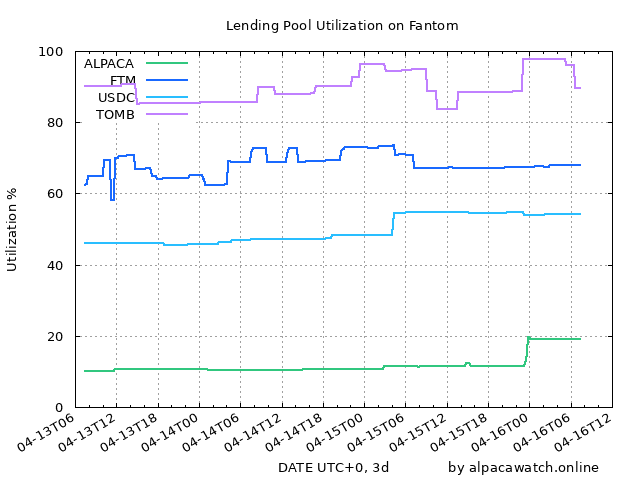 Lending Pool Utilization on Fantom
Utilization %
100
80
60
40
20
0
ALPACA
FTM
USDC
TOMB
04-13T06
04-13T12
04-13T18
04-14T00
04-14T06
04-14T12
04-14T18
04-15T00
04-15T06
04-15T12
04-15T18
04-16T00
04-16T06
04-16T12
DATE UTC+0, 3d
by alpacawatch.online